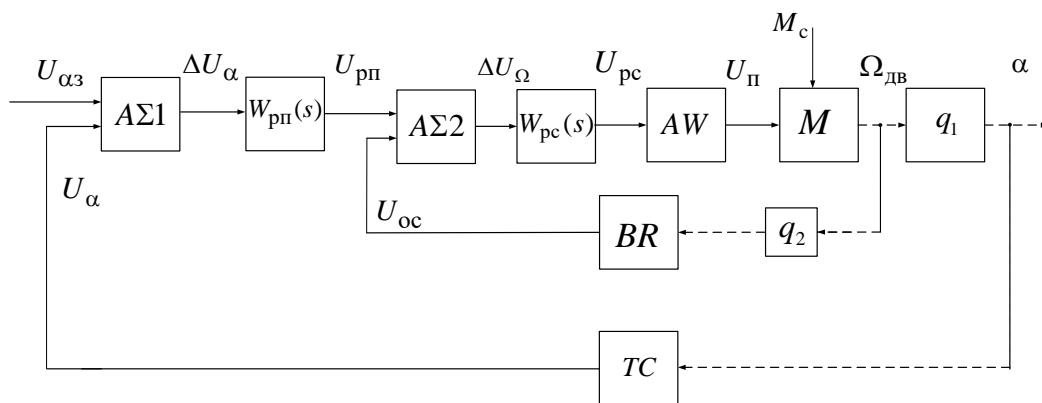 M_с
U_αз ΔU_α U_рп ΔU_Ω U_рс U_п Ω_дв α
AΣ1 W_рп(s) AΣ2 W_рс(s) AW M q_1
U_α
U_ос BR q_2
TC